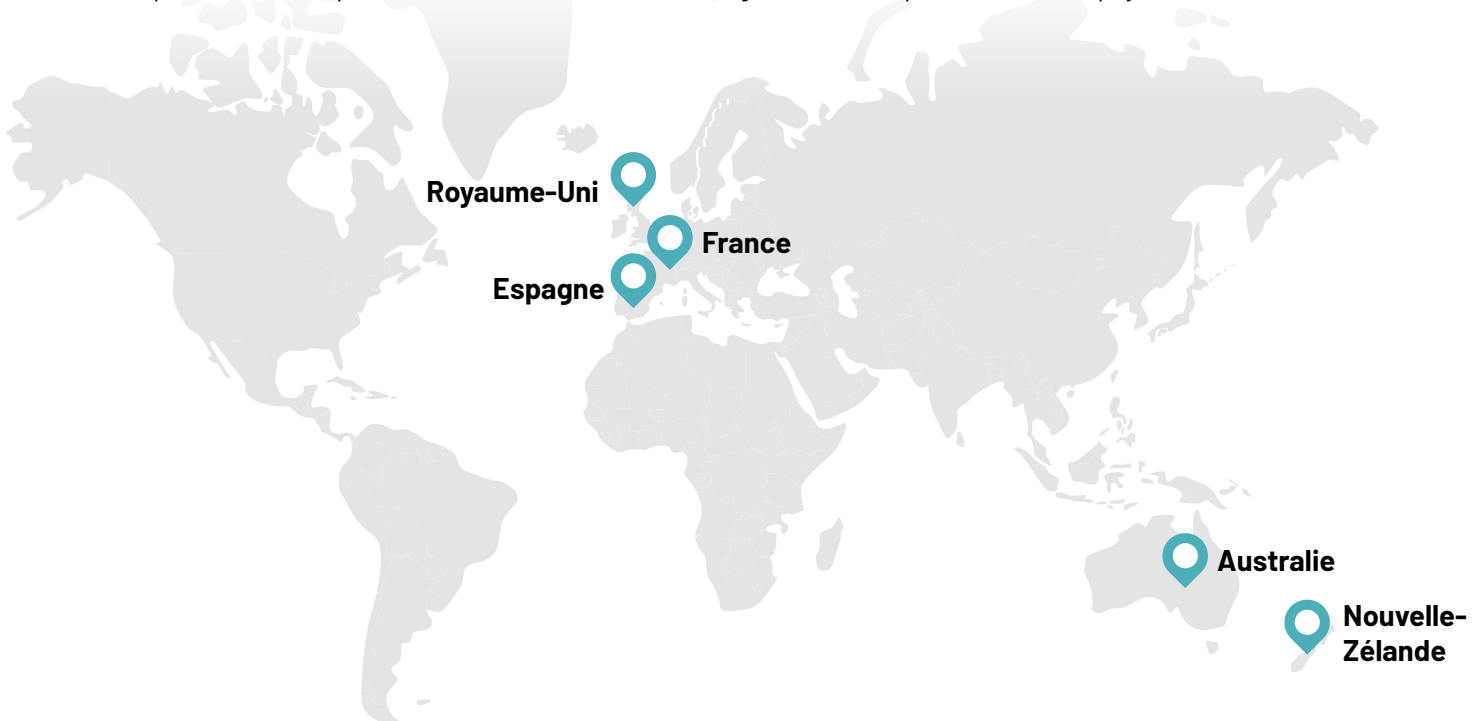 Royaume-Uni
France
Espagne
Australie
Nouvelle-
Zélande